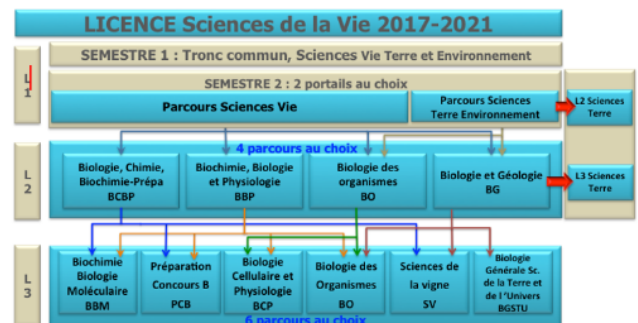 LICENCE Sciences de la Vie 2017-2021
SEMESTRE 1 : Tronc commun, Sciences Vie Terre et Environnement
L
1
SEMESTRE 2 : 2 portails au choix
Parcours Sciences Vie
Parcours Sciences
Terre Environnement
L2 Sciences
Terre
4 parcours au choix
L
2
Biologie, Chimie,
Biochimie-Prépa
BCBP
Biochimie, Biologie
et Physiologie
BBP
Biologie des
organismes
BO
Biologie et Géologie
BG
L3 Sciences
Terre
L
3
Biochimie
Biologie
Moléculaire
BBM
Préparation
Concours B
PCB
Biologie
Cellulaire et
Physiologie
BCP
Biologie des
Organismes
BO
Sciences de
la vigne
SV
Biologie
Générale Sc.
de la Terre et
de l 'Univers
BGSTU
6 parcours au choix